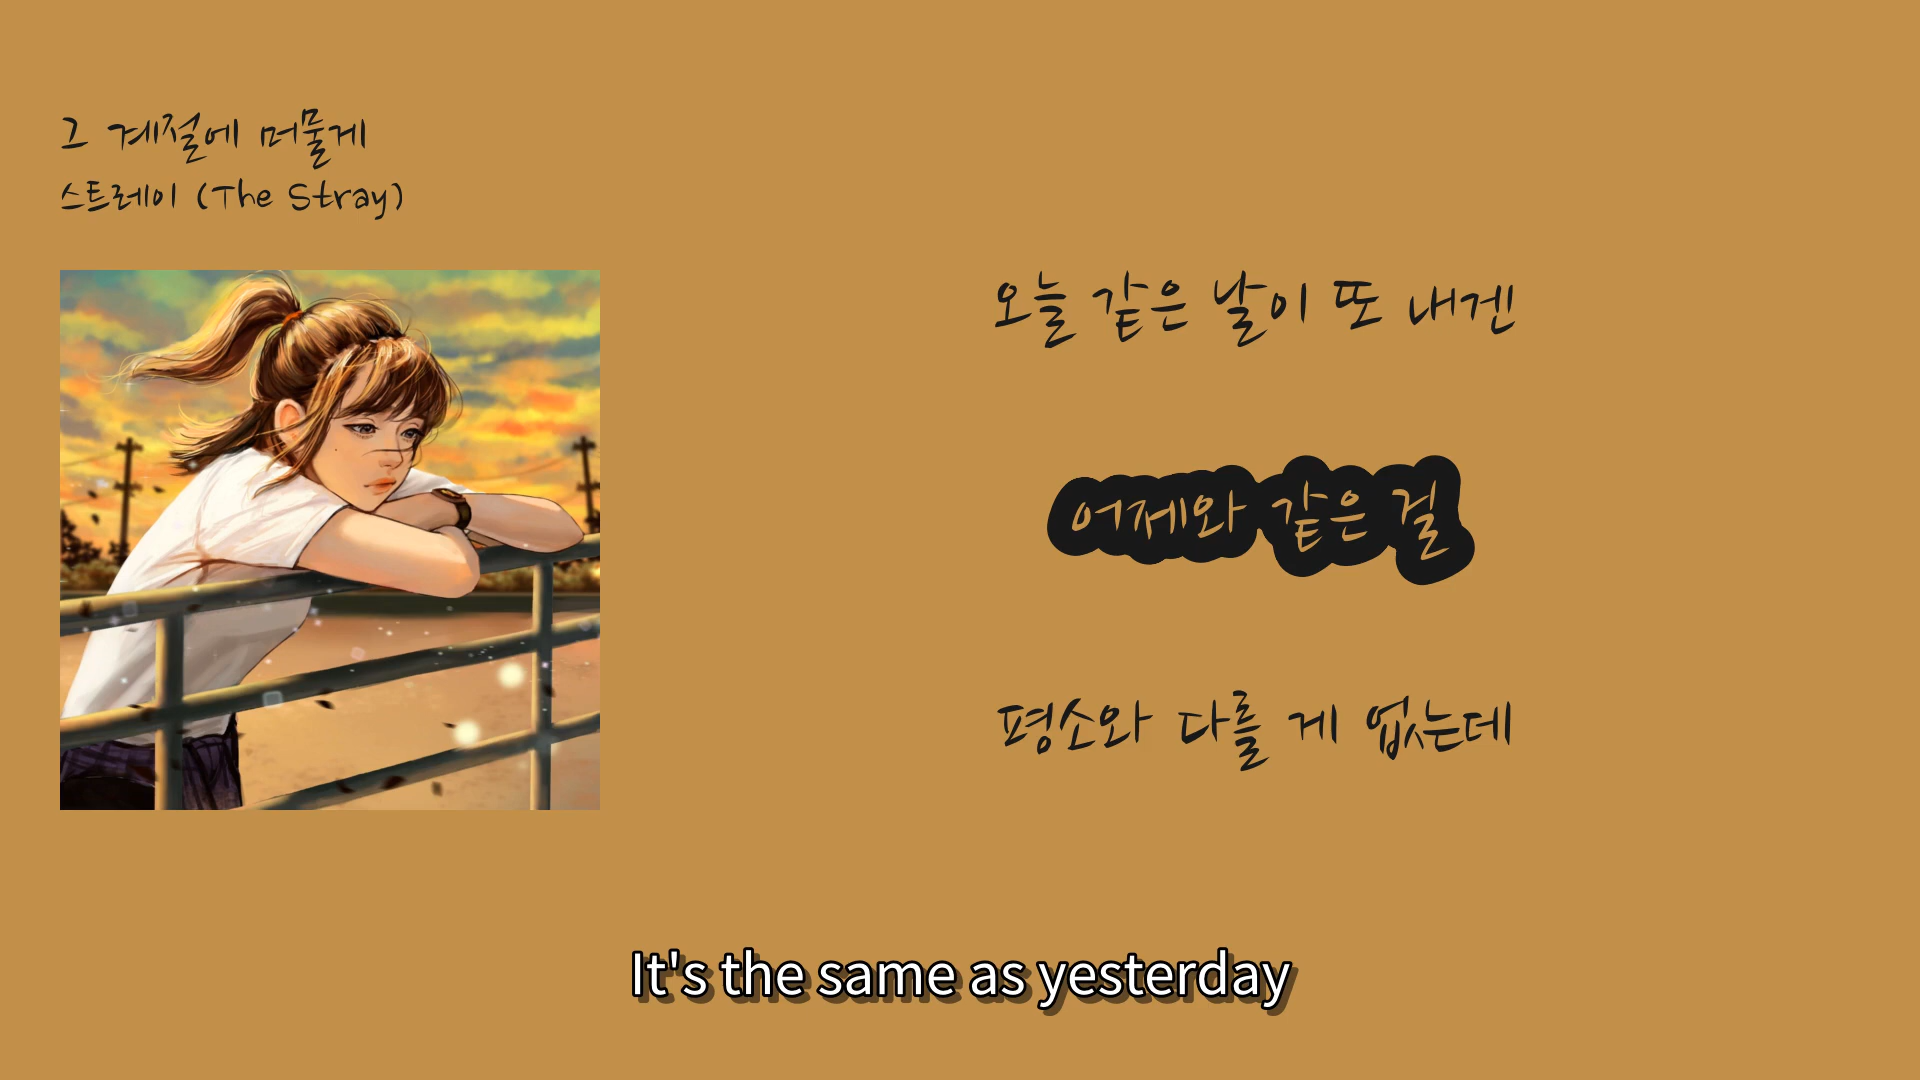 그 계절에 머물게
스트레이 (The Stray)
오늘 같은 날이 또 내겐
어제와 같은 걸
평소와 다를 게 없는데
It's the same as yesterday